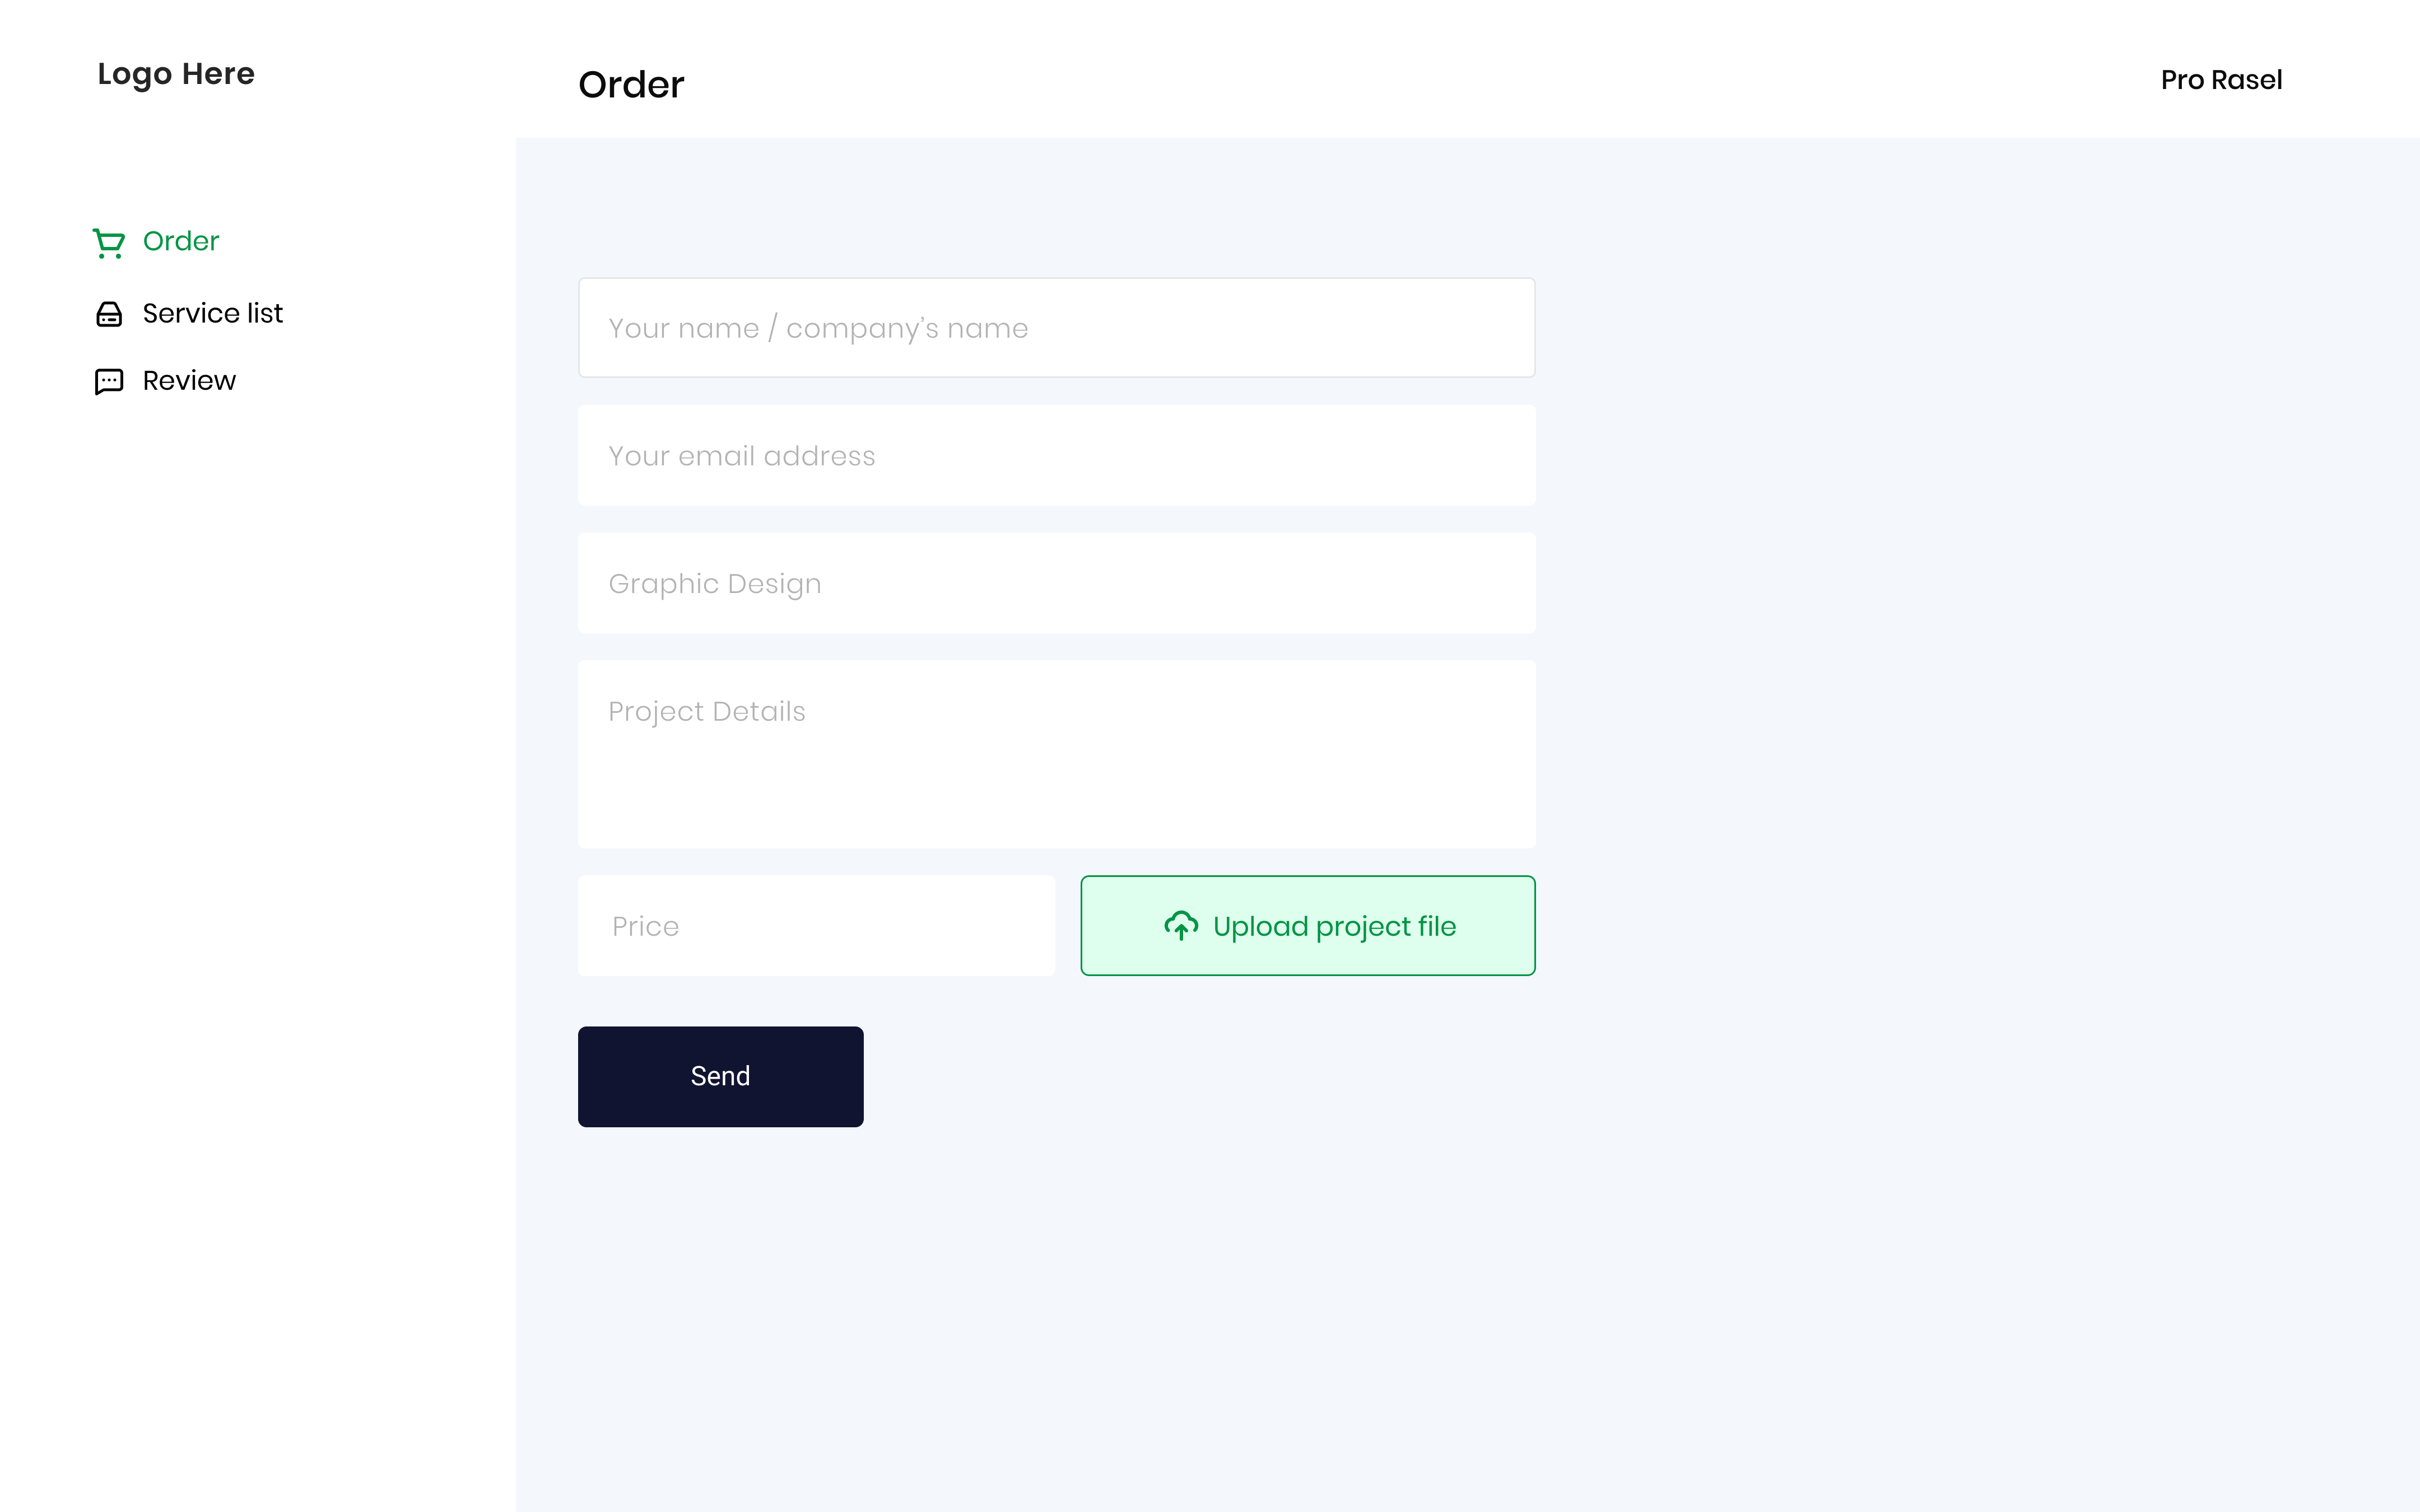 Logo Here
Order
Pro Rasel
Order
Service list
Review
Your name / company's name
Your email address
Graphic Design
Project Details
Price
Upload project file
Send